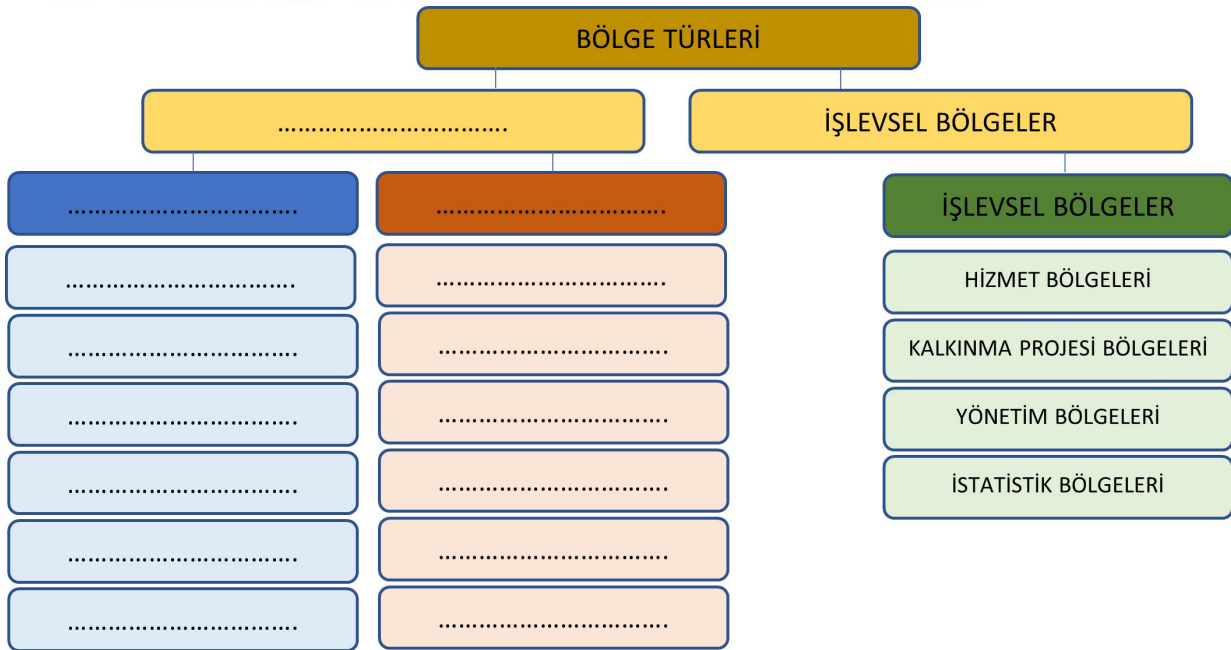 BÖLGE TÜRLERİ
…………………………….
İŞLEVSEL BÖLGELER
…………………………….
…………………………….
İŞLEVSEL BÖLGELER
…………………………….
…………………………….
HİZMET BÖLGELERİ
…………………………….
…………………………….
KALKINMA PROJESİ BÖLGELERİ
…………………………….
…………………………….
YÖNETİM BÖLGELERİ
…………………………….
…………………………….
İSTATİSTİK BÖLGELERİ
…………………………….
…………………………….
…………………………….
…………………………….